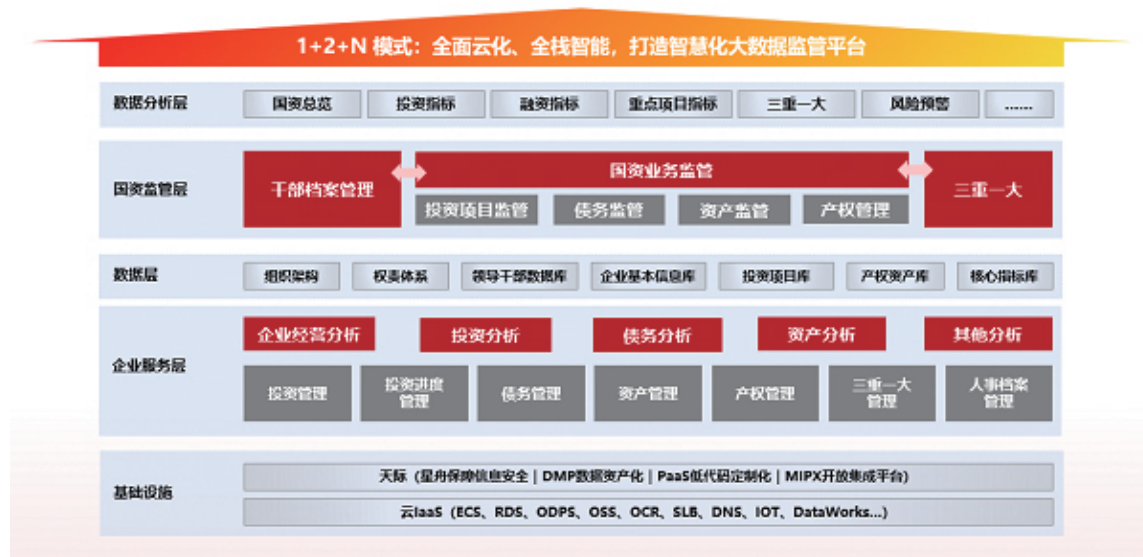 1+2+N 模式：全面云化、全栈智能，打造智慧化大数据监管平台
数据分析层
国资总览
投资指标
融资指标
重点项目指标
三重一大
风险预警
......
国资监管层
干部档案管理
国资业务监管
投资项目监管
债务监管
资产监管
产权管理
三重一大
数据层
组织架构
权责体系
领导干部数据库
企业基本信息库
投资项目库
产权资产库
核心指标库
企业服务层
企业经营分析
投资分析
债务分析
资产分析
其他分析
投资管理
投资进度
管理
债务管理
资产管理
产权管理
三重一大
管理
人事档案
管理
基础设施
天际（星舟保障信息安全 | DMP数据资产化 | PaaS低代码定制化 | MIPX开放集成平台)
云IaaS（ECS、RDS、ODPS、OSS、OCR、SLB、DNS、IOT、DataWorks...）